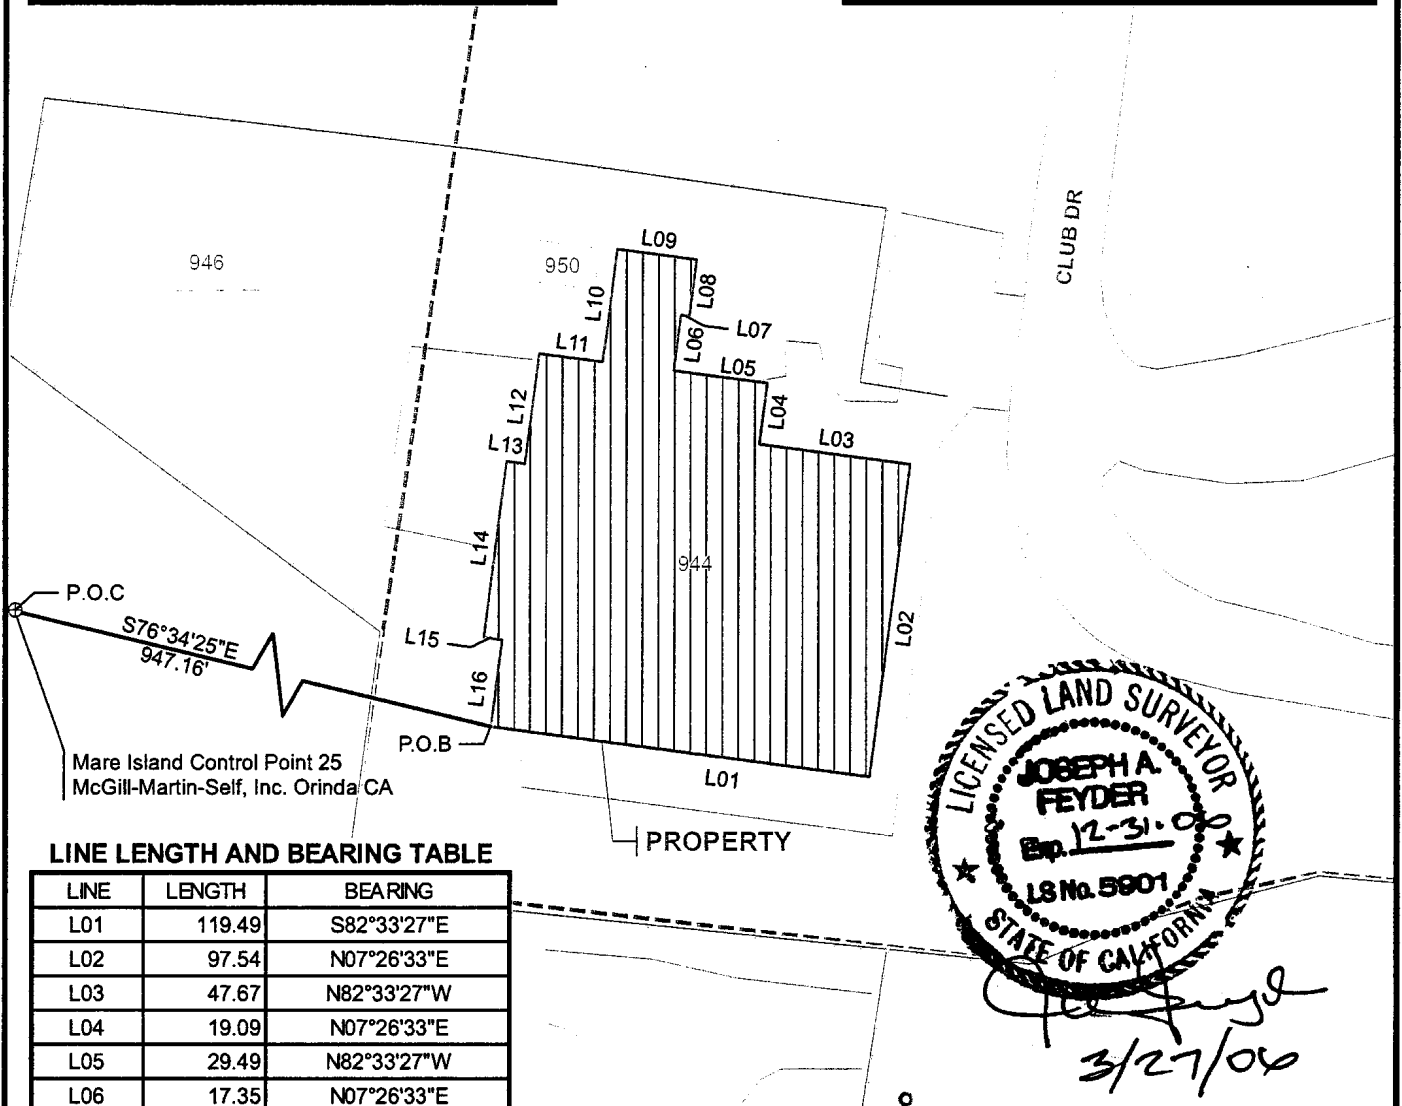 CLUB DR
946
950
L09
L08
L10
L07
L06
L11
L05
L12
L04
L13
L03
L14
944
P.O.C
S76°34'25"E
947.16'
L15
L02
L16
P.O.B
Mare Island Control Point 25
McGill-Martin-Self, Inc. Orinda CA
L01
PROPERTY
LICENSED LAND SURVEYOR
JOSEPH A.
FEYDER
Exp. 12-31-06
LS No. 5901
STATE OF CALIFORNIA
3/27/06
LINE LENGTH AND BEARING TABLE
LINE LENGTH BEARING
L01 119.49 S82°33'27"E
L02 97.54 N07°26'33"E
L03 47.67 N82°33'27"W
L04 19.09 N07°26'33"E
L05 29.49 N82°33'27"W
L06 17.35 N07°26'33"E